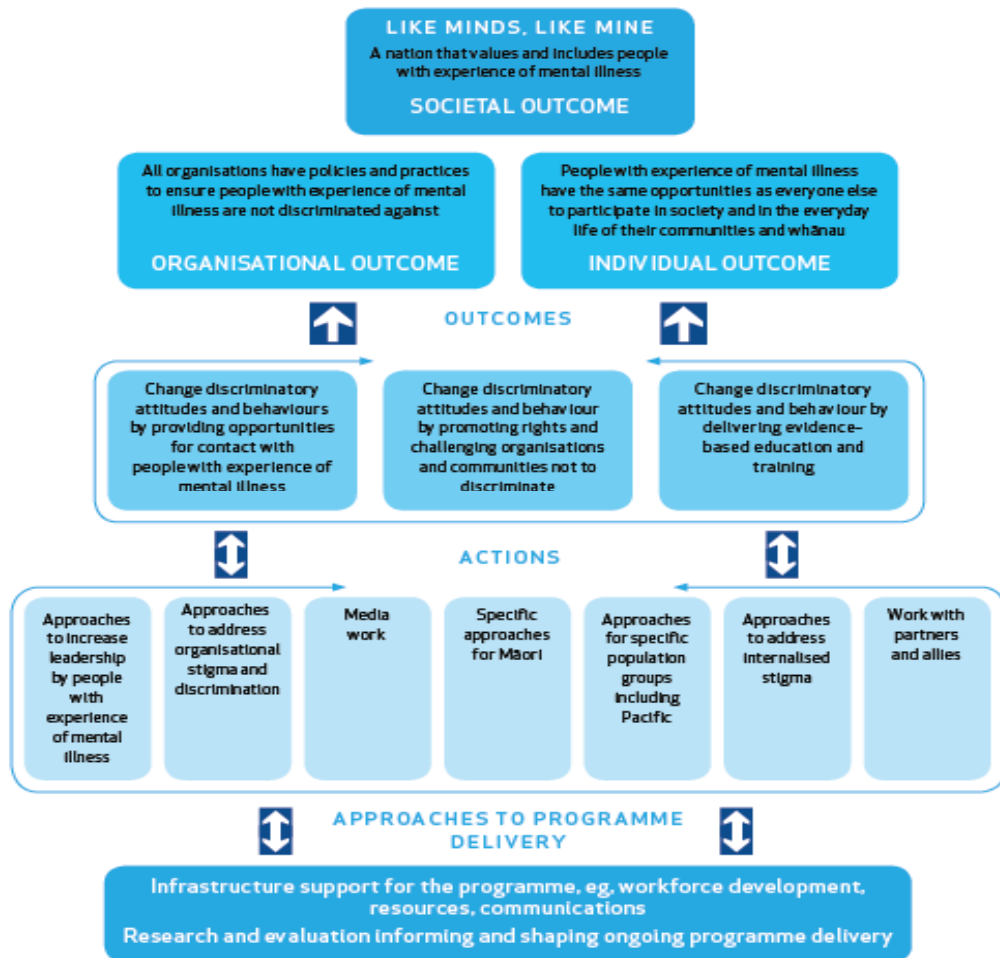 LIKE MINDS, LIKE MINE
A nation that values and includes people
with experience of mental illness
SOCIETAL OUTCOME
All organisations have policies and practices
to ensure people with experience of mental
illness are not discriminated against
ORGANISATIONAL OUTCOME
People with experience of mental illness
have the same opportunities as everyone else
to participate in society and in the everyday
life of their communities and whānau
INDIVIDUAL OUTCOME
OUTCOMES
Change discriminatory
attitudes and behaviours
by providing opportunities
for contact with
people with experience of
mental illness
Change discriminatory
attitudes and behaviour
by promoting rights and
challenging organisations
and communities not to
discriminate
Change discriminatory
attitudes and behaviour by
delivering evidence-
based education and
training
ACTIONS
Approaches
to increase
leadership
by people
with
experience
of mental
illness
Approaches
to address
organisational
stigma and
discrimination
Media
work
Specific
approaches
for Māori
Approaches
for specific
population
groups
including
Pacific
Approaches
to address
internalised
stigma
Work with
partners
and allies
APPROACHES TO PROGRAMME
DELIVERY
Infrastructure support for the programme, eg, workforce development,
resources, communications
Research and evaluation informing and shaping ongoing programme delivery